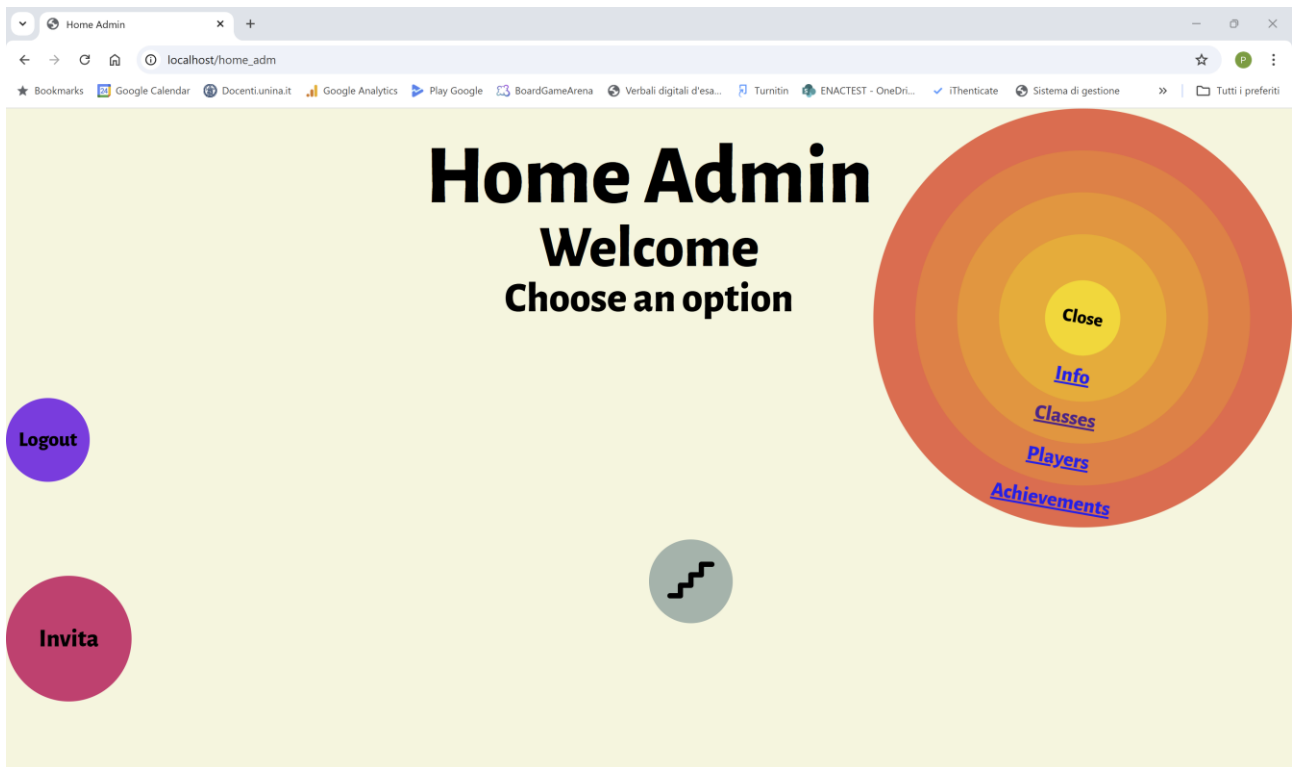 Home Admin
localhost/home_adm
P
Bookmarks 24 Google Calendar Docenti.unina.it Google Analytics Play Google BoardGameArena Verbali digitali d'esa... Turnitin ENACTEST - OneDri... iThenticate Sistema di gestione » Tutti i preferiti
Home Admin
Welcome
Choose an option
Close
Info
Classes
Players
Achievements
Logout
Invita